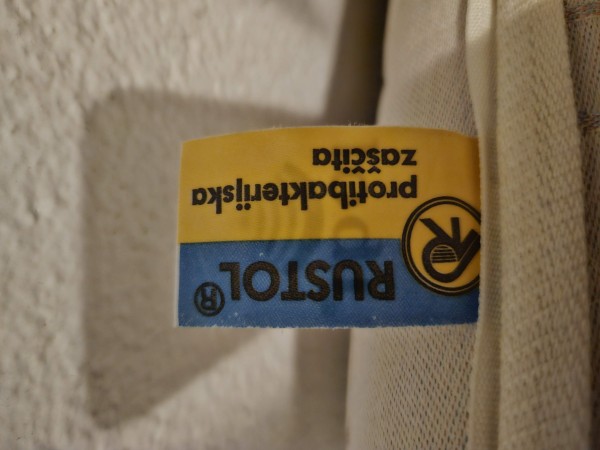 RUSTOL®
R
protibakterijska
zaščita